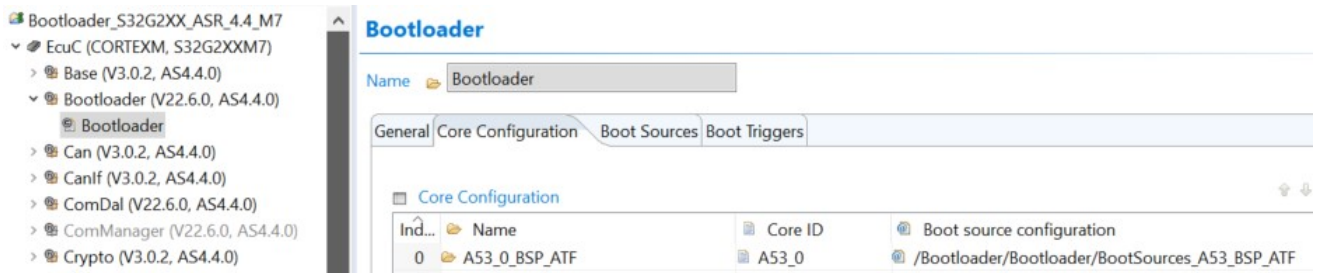 Bootloader_S32G2XX_ASR_4.4_M7
EcuC (CORTEXM, S32G2XXM7)
Base (V3.0.2, AS4.4.0)
Bootloader (V22.6.0, AS4.4.0)
Bootloader
Can (V3.0.2, AS4.4.0)
CanIf (V3.0.2, AS4.4.0)
ComDal (V22.6.0, AS4.4.0)
ComManager (V22.6.0, AS4.4.0)
Crypto (V3.0.2, AS4.4.0)
Bootloader
Name Bootloader
General Core Configuration Boot Sources Boot Triggers
Core Configuration
Ind... Name Core ID Boot source configuration
0 A53_0_BSP_ATF A53_0 /Bootloader/Bootloader/BootSources_A53_BSP_ATF